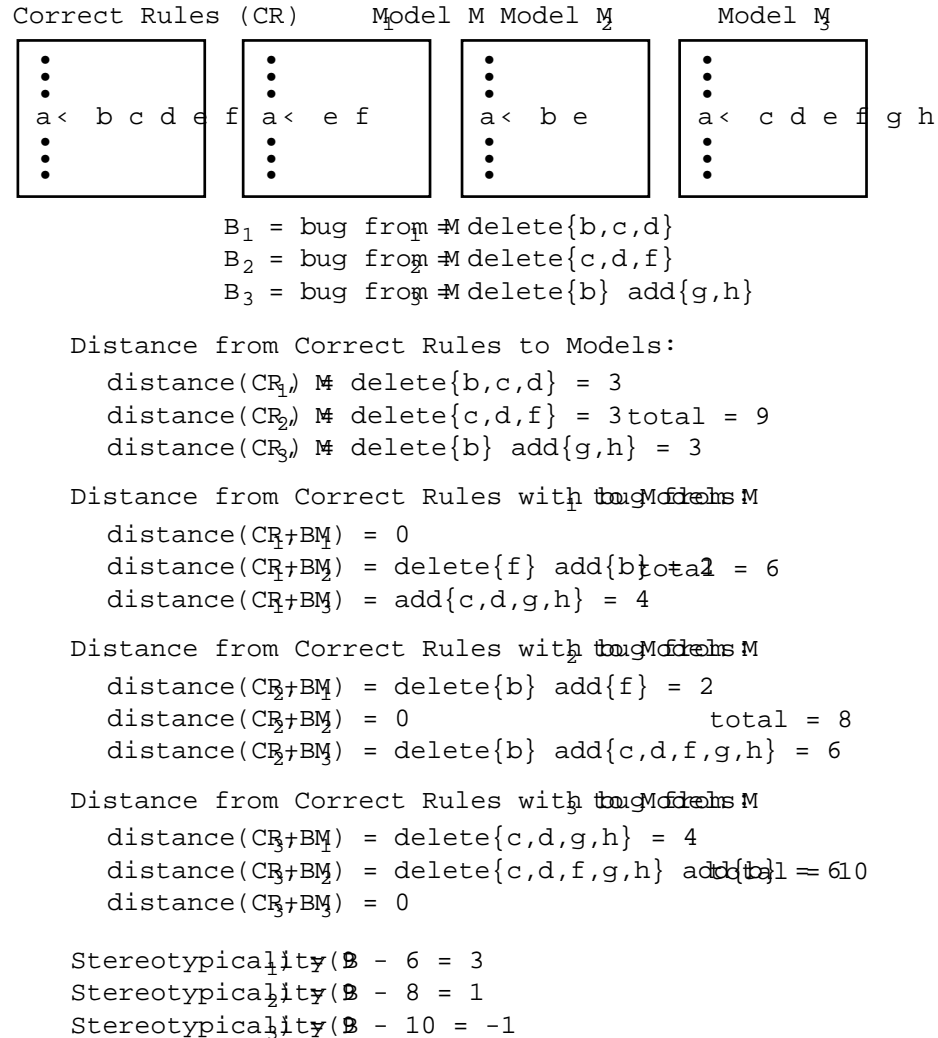 Correct Rules (CR) Model M1 Model M2 Model M3
a< b c d e f a< e f a< b e a< c d e f g h
B1 = bug from M1 = delete{b,c,d}
B2 = bug from M2 = delete{c,d,f}
B3 = bug from M3 = delete{b} add{g,h}
Distance from Correct Rules to Models:
distance(CR, M1) = delete{b,c,d} = 3
distance(CR, M2) = delete{c,d,f} = 3 total = 9
distance(CR, M3) = delete{b} add{g,h} = 3
Distance from Correct Rules with bug from M1 to Models:
distance(CR+B1, M1) = 0
distance(CR+B1, M2) = delete{f} add{b} = 2 total = 6
distance(CR+B1, M3) = add{c,d,g,h} = 4
Distance from Correct Rules with bug from M2 to Models:
distance(CR+B2, M1) = delete{b} add{f} = 2
distance(CR+B2, M2) = 0 total = 8
distance(CR+B2, M3) = delete{b} add{c,d,f,g,h} = 6
Distance from Correct Rules with bug from M3 to Models:
distance(CR+B3, M1) = delete{c,d,g,h} = 4
distance(CR+B3, M2) = delete{c,d,f,g,h} add{b} = 6 total = 10
distance(CR+B3, M3) = 0
Stereotypicality(B1) = 9 - 6 = 3
Stereotypicality(B2) = 9 - 8 = 1
Stereotypicality(B3) = 9 - 10 = -1